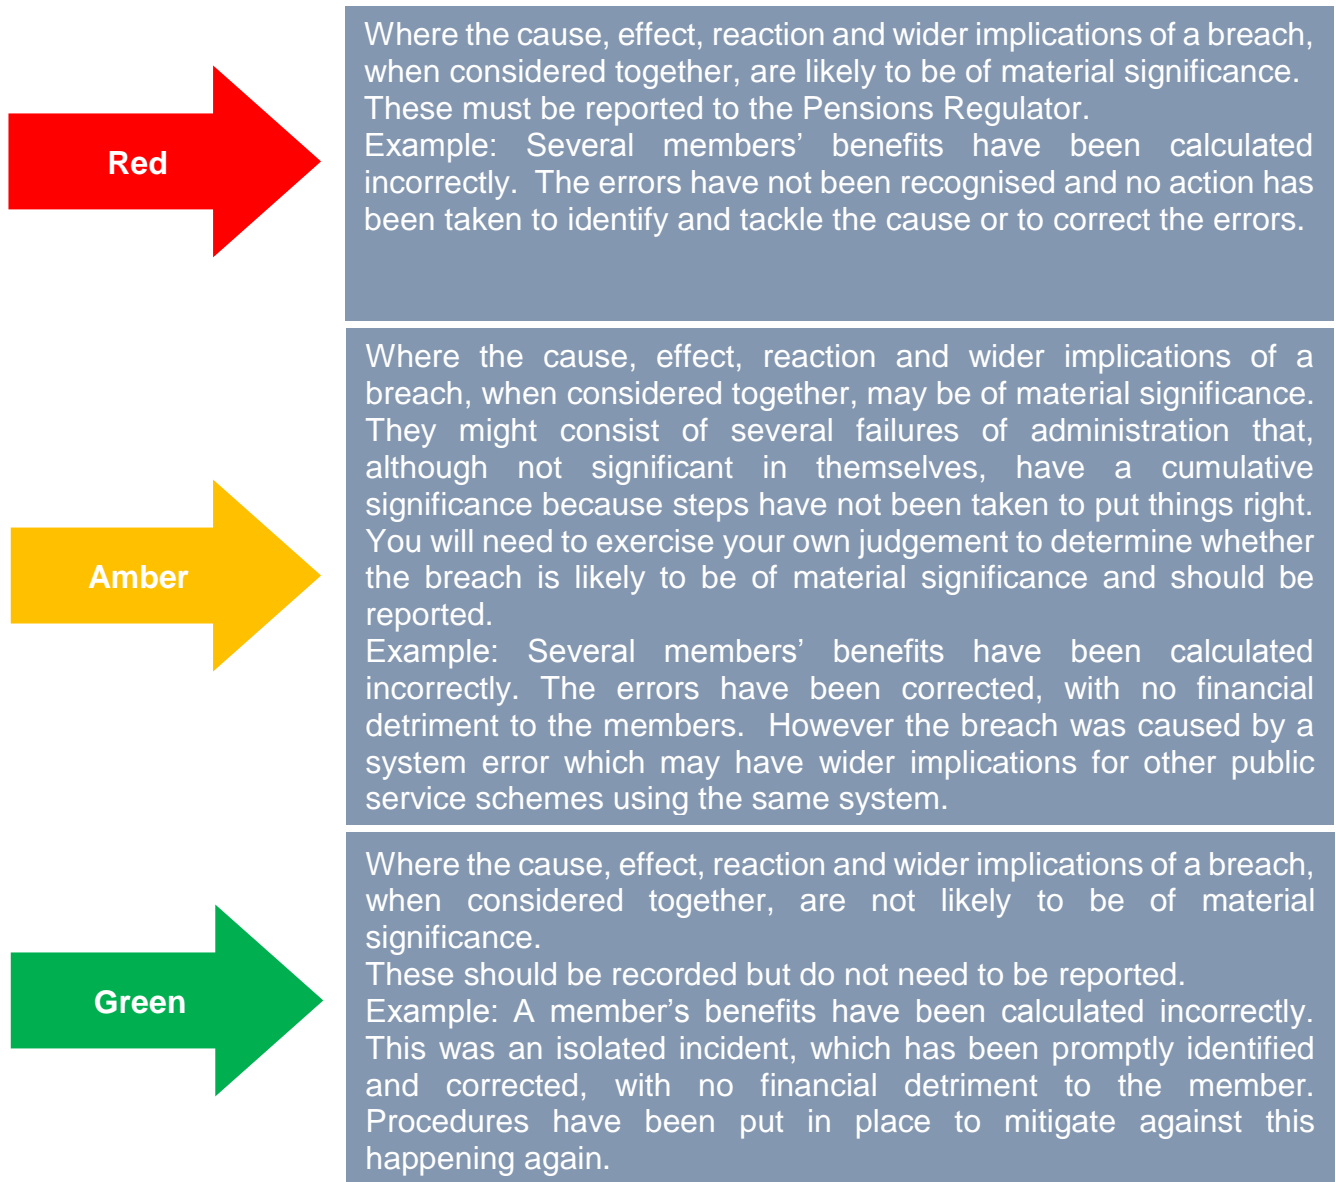 Red
Where the cause, effect, reaction and wider implications of a breach,
when considered together, are likely to be of material significance.
These must be reported to the Pensions Regulator.
Example: Several members’ benefits have been calculated
incorrectly.  The errors have not been recognised and no action has
been taken to identify and tackle the cause or to correct the errors.
Amber
Where the cause, effect, reaction and wider implications of a
breach, when considered together, may be of material significance.
They might consist of several failures of administration that,
although not significant in themselves, have a cumulative
significance because steps have not been taken to put things right.
You will need to exercise your own judgement to determine whether
the breach is likely to be of material significance and should be
reported.
Example: Several members’ benefits have been calculated
incorrectly. The errors have been corrected, with no financial
detriment to the members.  However the breach was caused by a
system error which may have wider implications for other public
service schemes using the same system.
Green
Where the cause, effect, reaction and wider implications of a breach,
when considered together, are not likely to be of material
significance.
These should be recorded but do not need to be reported.
Example: A member’s benefits have been calculated incorrectly.
This was an isolated incident, which has been promptly identified
and corrected, with no financial detriment to the member.
Procedures have been put in place to mitigate against this
happening again.